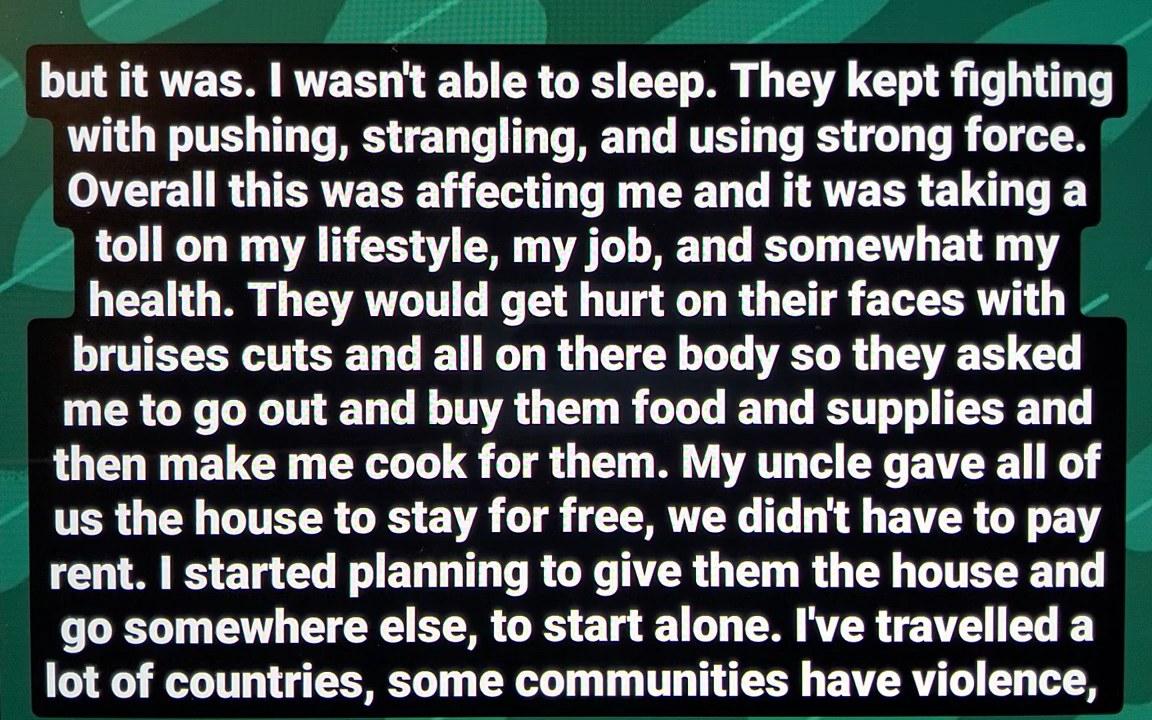 but it was. I wasn't able to sleep. They kept fighting
with pushing, strangling, and using strong force.
Overall this was affecting me and it was taking a
toll on my lifestyle, my job, and somewhat my
health. They would get hurt on their faces with
bruises cuts and all on there body so they asked
me to go out and buy them food and supplies and
then make me cook for them. My uncle gave all of
us the house to stay for free, we didn't have to pay
rent. I started planning to give them the house and
go somewhere else, to start alone. I've travelled a
lot of countries, some communities have violence,